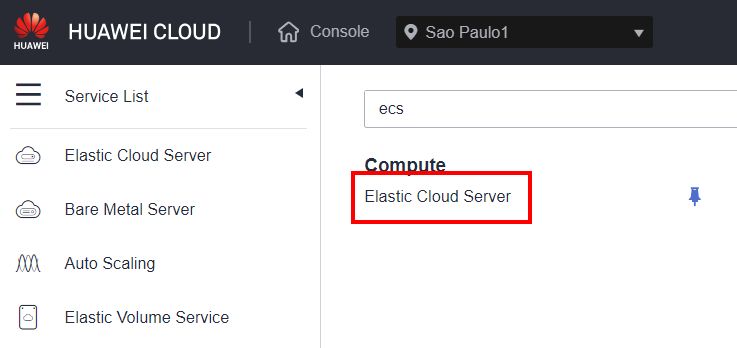 HUAWEI
HUAWEI CLOUD
Console
Sao Paulo1
Service List
Elastic Cloud Server
Bare Metal Server
Auto Scaling
Elastic Volume Service
ecs
Compute
Elastic Cloud Server